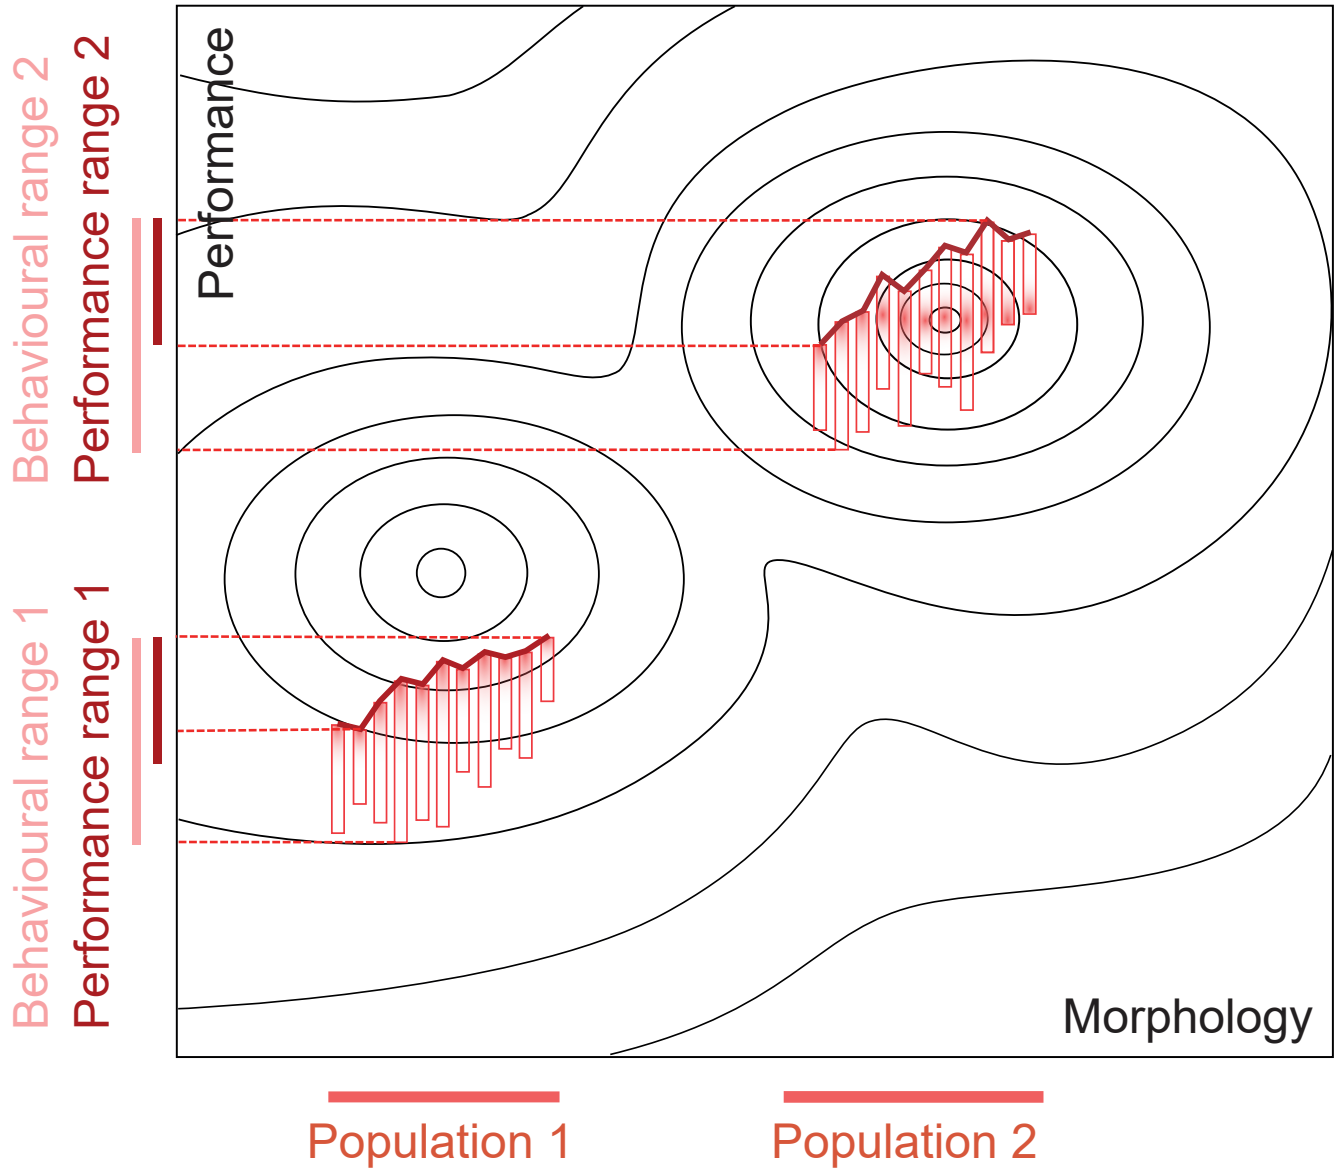 Behavioural range 2
Performance range 2
Performance
Behavioural range 1
Performance range 1
Morphology
Population 1
Population 2